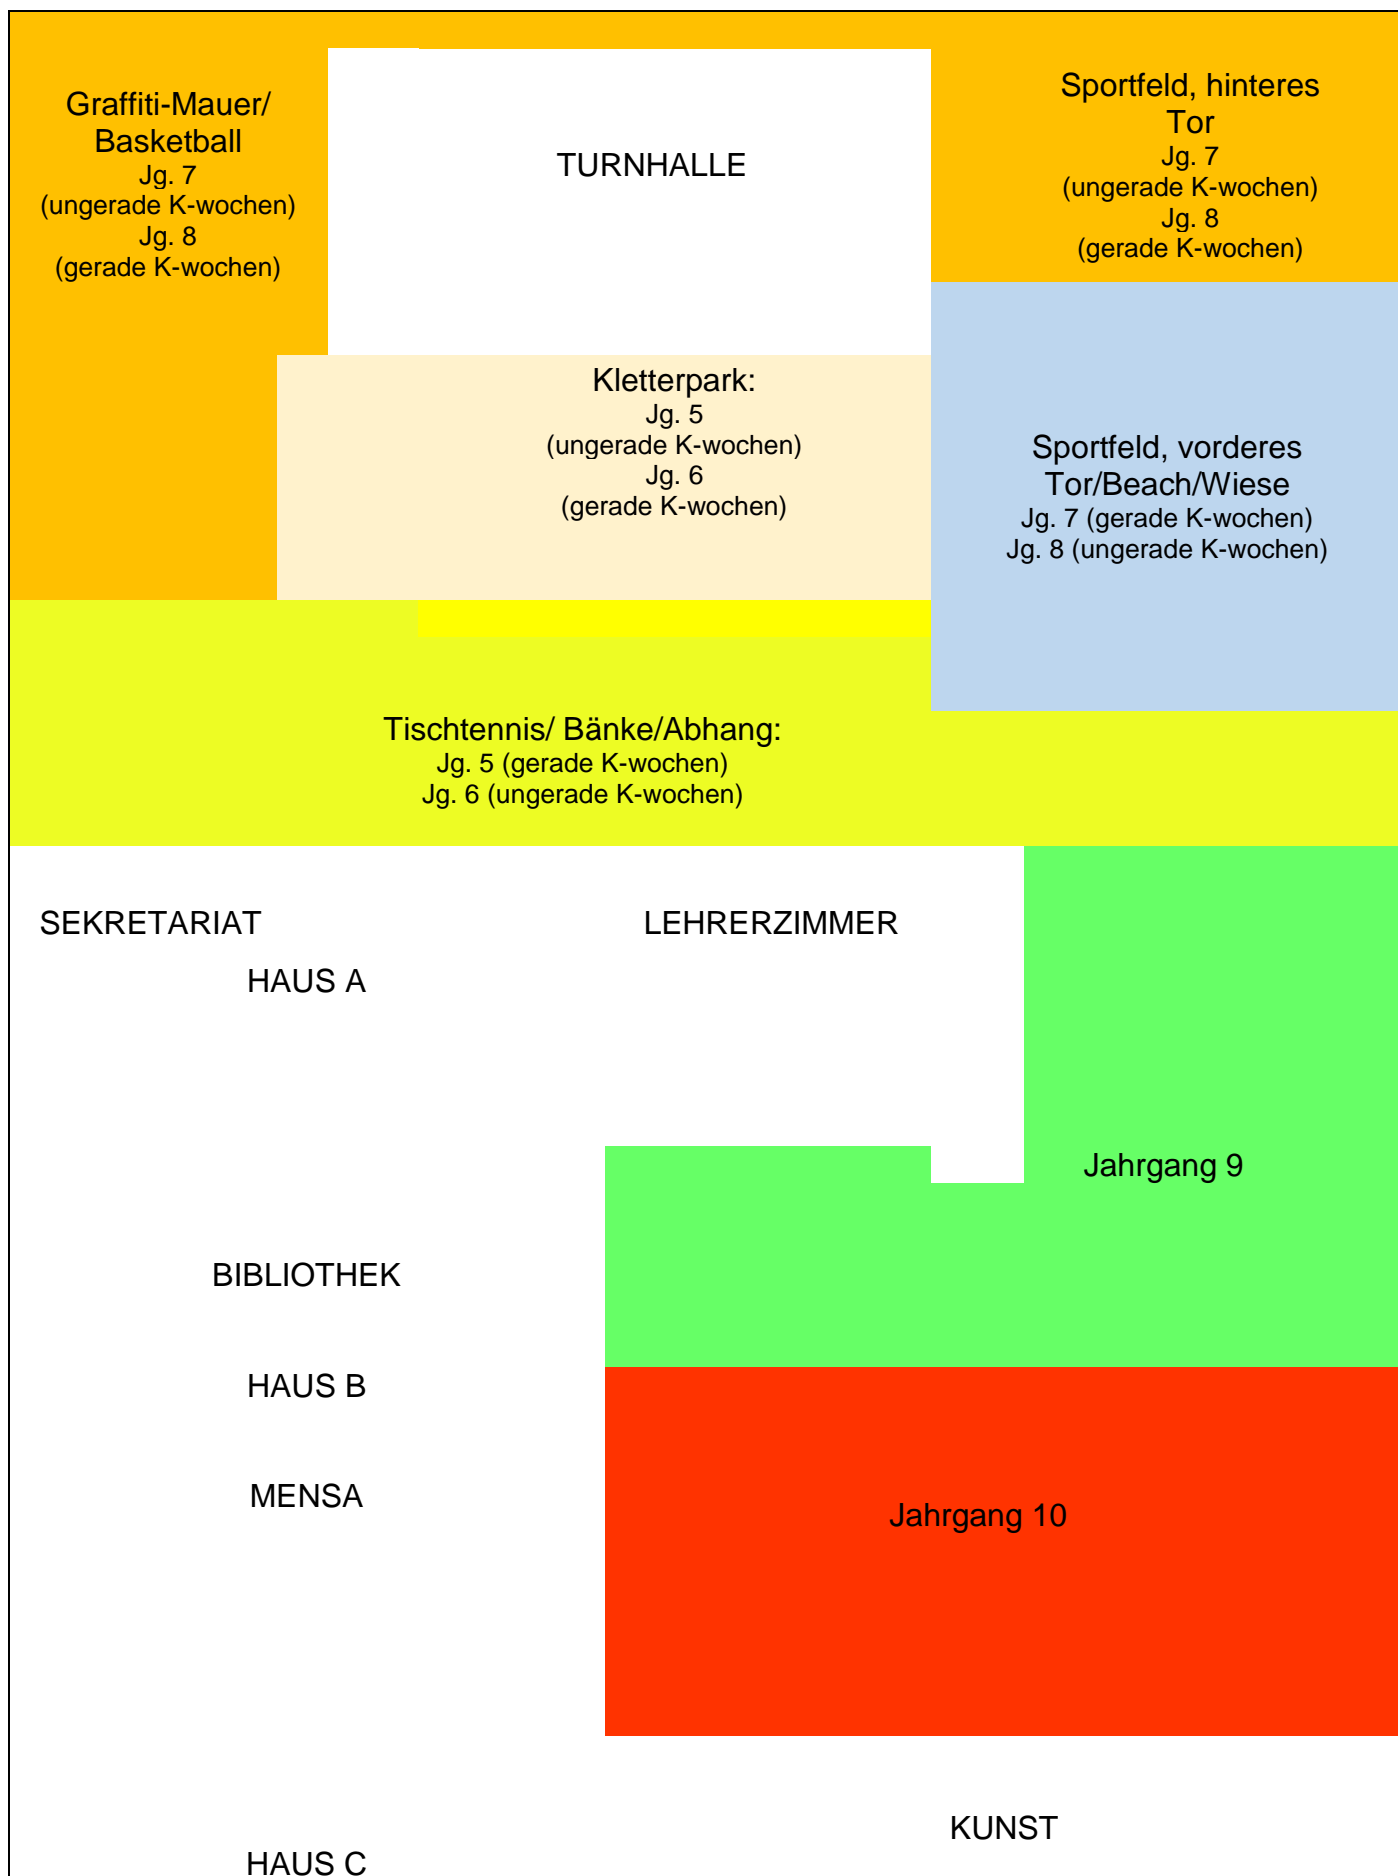 Graffiti-Mauer/
Basketball
Jg. 7
(ungerade K-wochen)
Jg. 8
(gerade K-wochen)
TURNHALLE
Sportfeld, hinteres
Tor
Jg. 7
(ungerade K-wochen)
Jg. 8
(gerade K-wochen)
Kletterpark:
Jg. 5
(ungerade K-wochen)
Jg. 6
(gerade K-wochen)
Sportfeld, vorderes
Tor/Beach/Wiese
Jg. 7 (gerade K-wochen)
Jg. 8 (ungerade K-wochen)
Tischtennis/ Bänke/Abhang:
Jg. 5 (gerade K-wochen)
Jg. 6 (ungerade K-wochen)
SEKRETARIAT
LEHRERZIMMER
HAUS A
Jahrgang 9
BIBLIOTHEK
HAUS B
MENSA
Jahrgang 10
KUNST
HAUS C